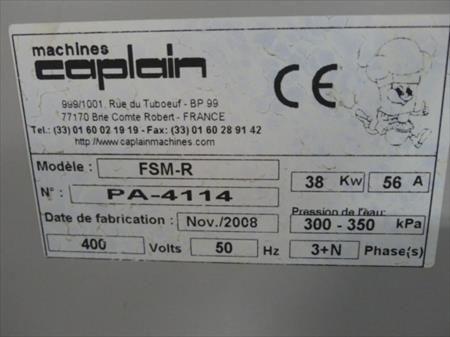 machines
caplain
CE
999/1001, Rue du Tuboeuf - BP 99
77170 Brie Comte Robert - FRANCE
Tel.: (33) 01 60 02 19 19 - Fax: (33) 01 60 28 91 42
http://www.caplainmachines.com
Modèle : FSM-R 38 Kw 56 A
N° : PA-4114
Pression de l'eau:
Date de fabrication : Nov./2008 300 - 350 kPa
400 Volts 50 Hz 3+N Phase(s)